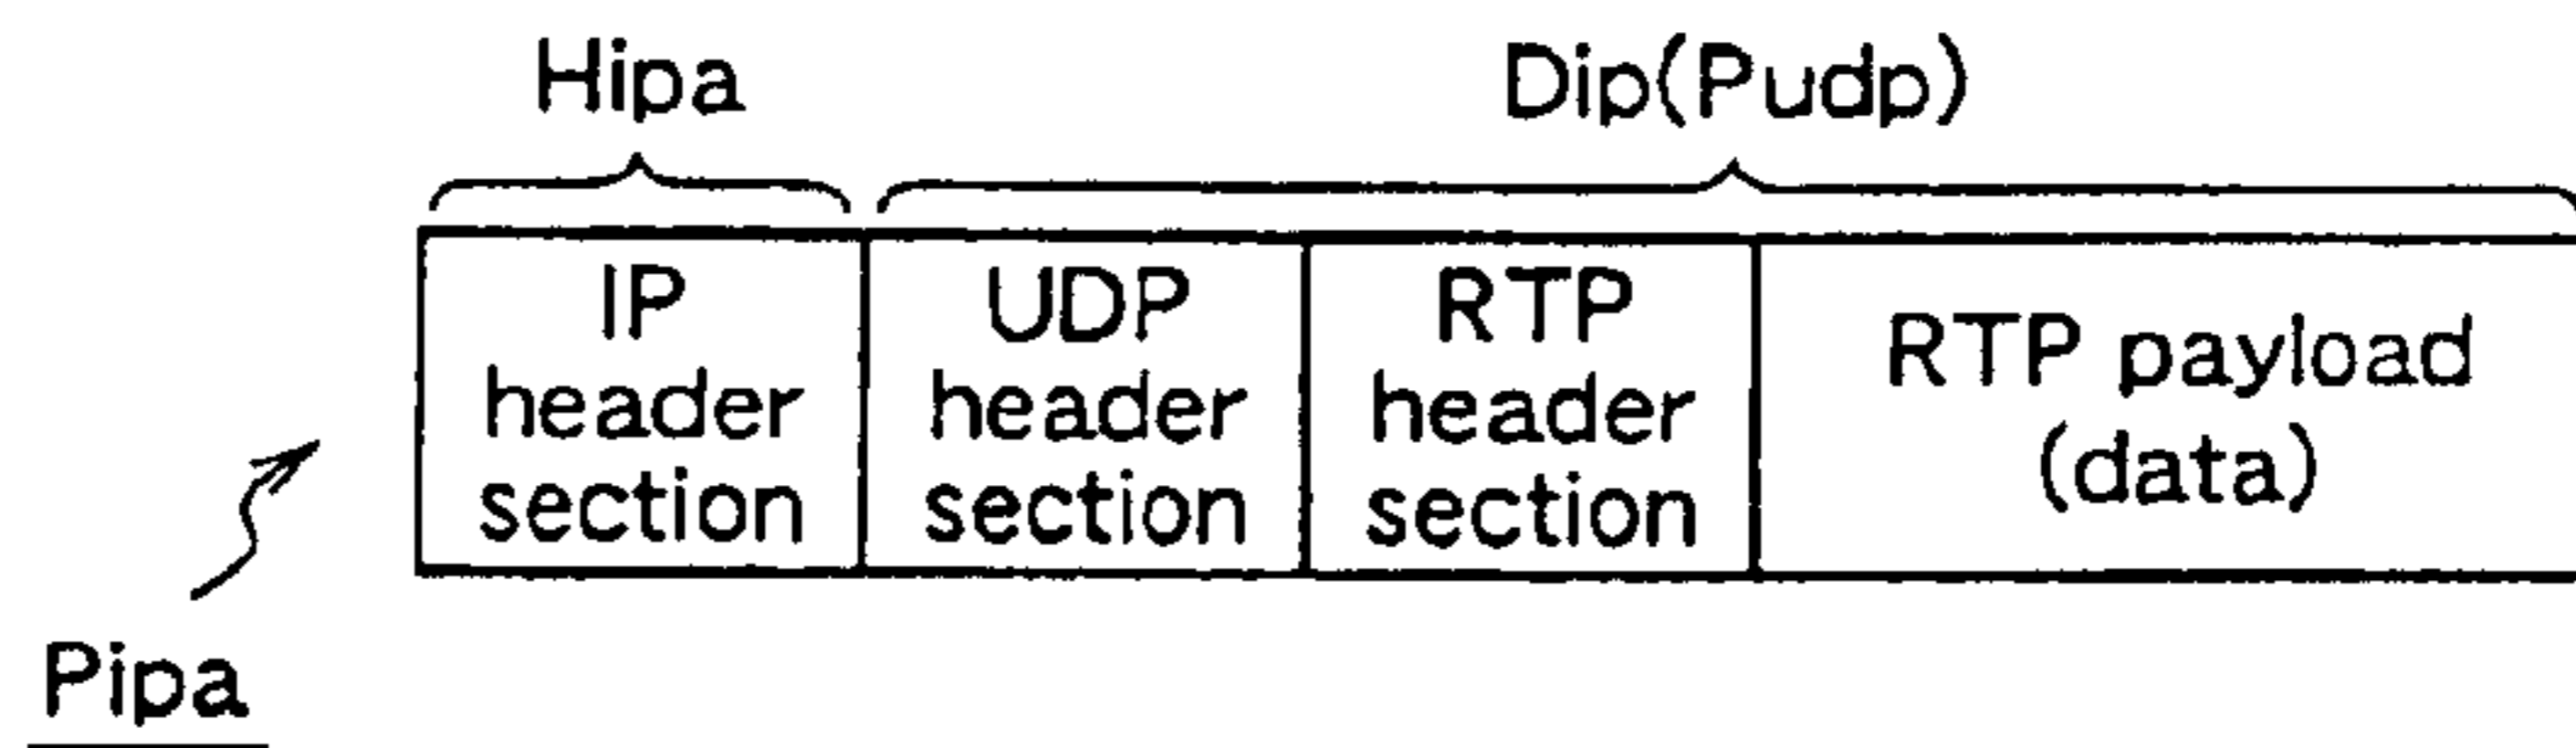 Hipa
Dip(Pudp)
IP
header
section
UDP
header
section
RTP
header
section
RTP payload
(data)
Pipa